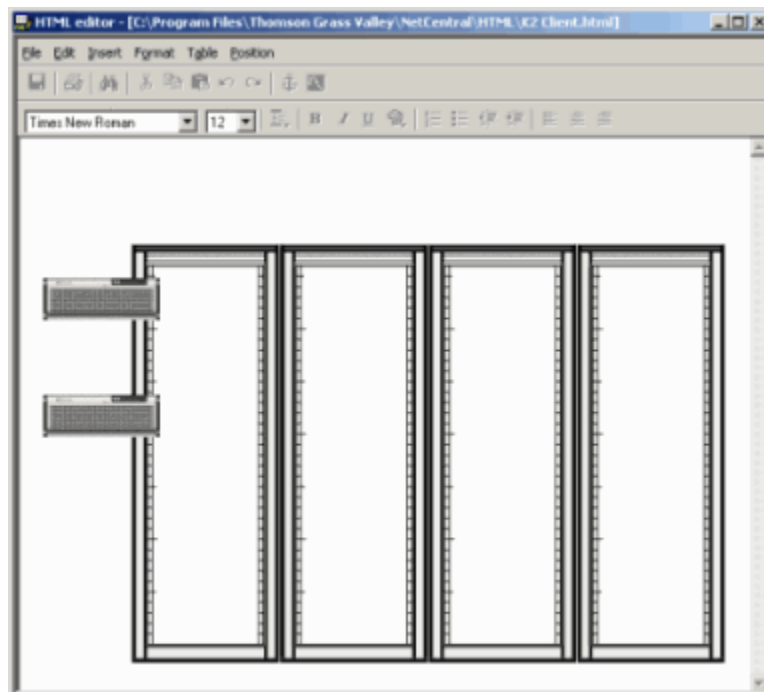 HTML editor - [C:\Program Files\Thomson Grass Valley\NetCentral\HTML\K2 Client.html]
File Edit Insert Format Table Position
Times New Roman 12 B I U